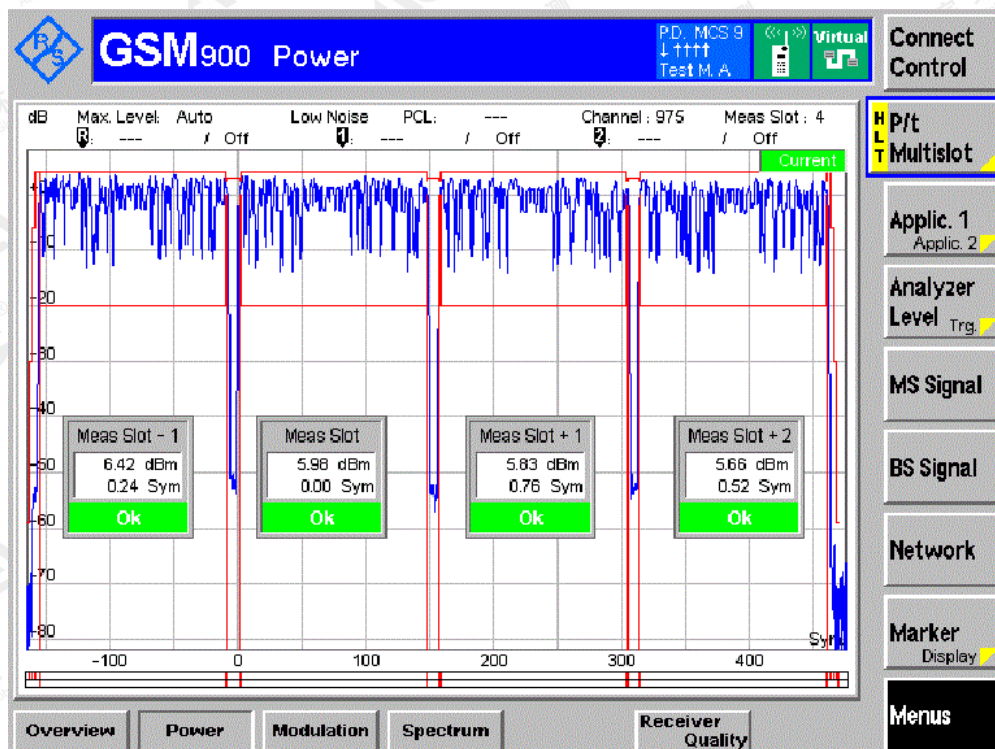 R/S
GSM900 Power
P.D. MCS 9
↓ ↑↑↑↑
Test M. A
Virtual
Connect
Control
dB Max. Level: Auto Low Noise PCL: --- Channel : 975 Meas Slot : 4
R: --- / Off 1: --- / Off 2: --- / Off
Current
H
L
T
P/t
Multislot
Applic. 1
Applic. 2
Analyzer
Level Trg.
MS Signal
BS Signal
Network
Marker
Display
Menus
-20
-30
-40
-50
-60
-70
-80
Meas Slot - 1
6.42 dBm
0.24 Sym
Ok
Meas Slot
5.98 dBm
0.00 Sym
Ok
Meas Slot + 1
5.83 dBm
0.76 Sym
Ok
Meas Slot + 2
5.66 dBm
0.52 Sym
Ok
Sym
-100 0 100 200 300 400
Overview Power Modulation Spectrum Receiver
Quality